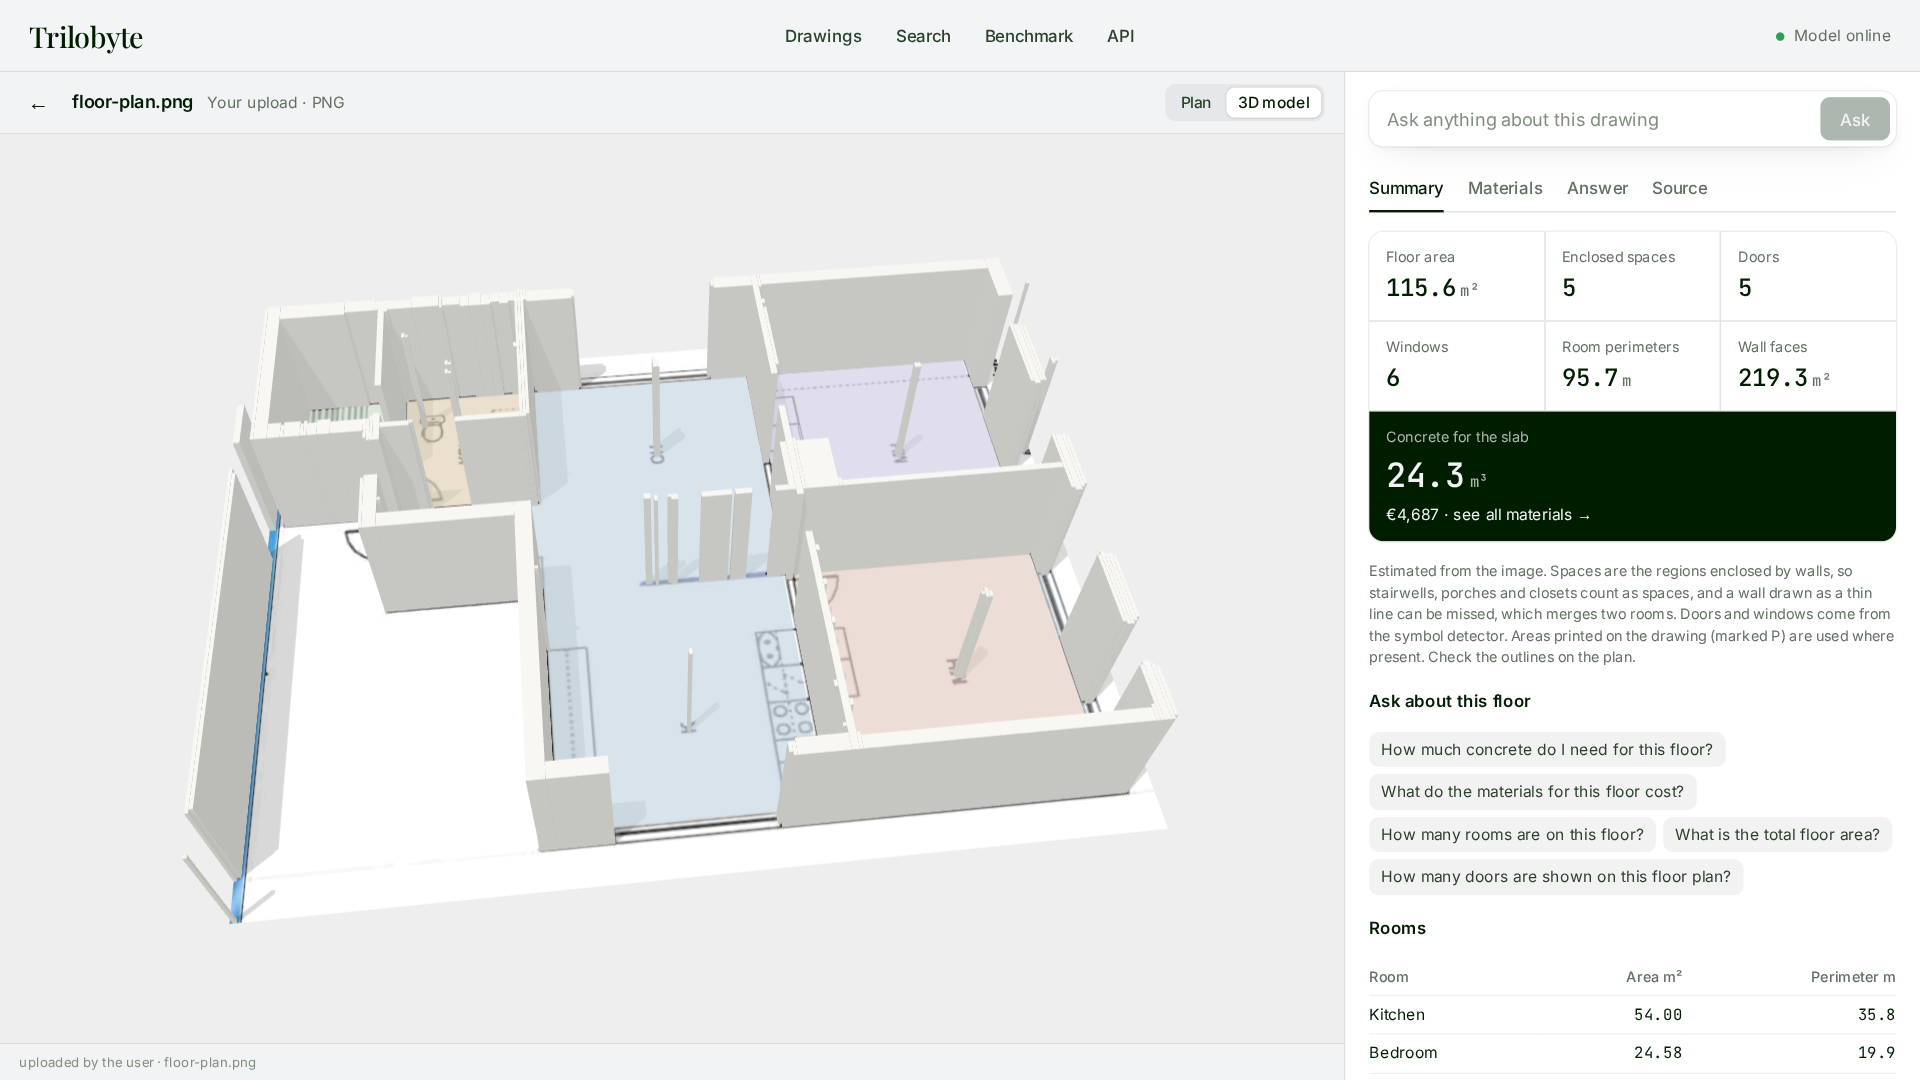 Trilobyte
Drawings Search Benchmark API
Model online
← floor-plan.png Your upload · PNG
Plan 3D model
Ask anything about this drawing Ask
Summary Materials Answer Source
Floor area Enclosed spaces Doors
115.6 m² 5 5
Windows Room perimeters Wall faces
6 95.7 m 219.3 m²
Concrete for the slab
24.3 m³
€4,687 · see all materials →
Estimated from the image. Spaces are the regions enclosed by walls, so
stairwells, porches and closets count as spaces, and a wall drawn as a thin
line can be missed, which merges two rooms. Doors and windows come from
the symbol detector. Areas printed on the drawing (marked P) are used where
present. Check the outlines on the plan.
Ask about this floor
How much concrete do I need for this floor?
What do the materials for this floor cost?
How many rooms are on this floor? What is the total floor area?
How many doors are shown on this floor plan?
Rooms
Room Area m² Perimeter m
Kitchen 54.00 35.8
Bedroom 24.58 19.9
uploaded by the user · floor-plan.png